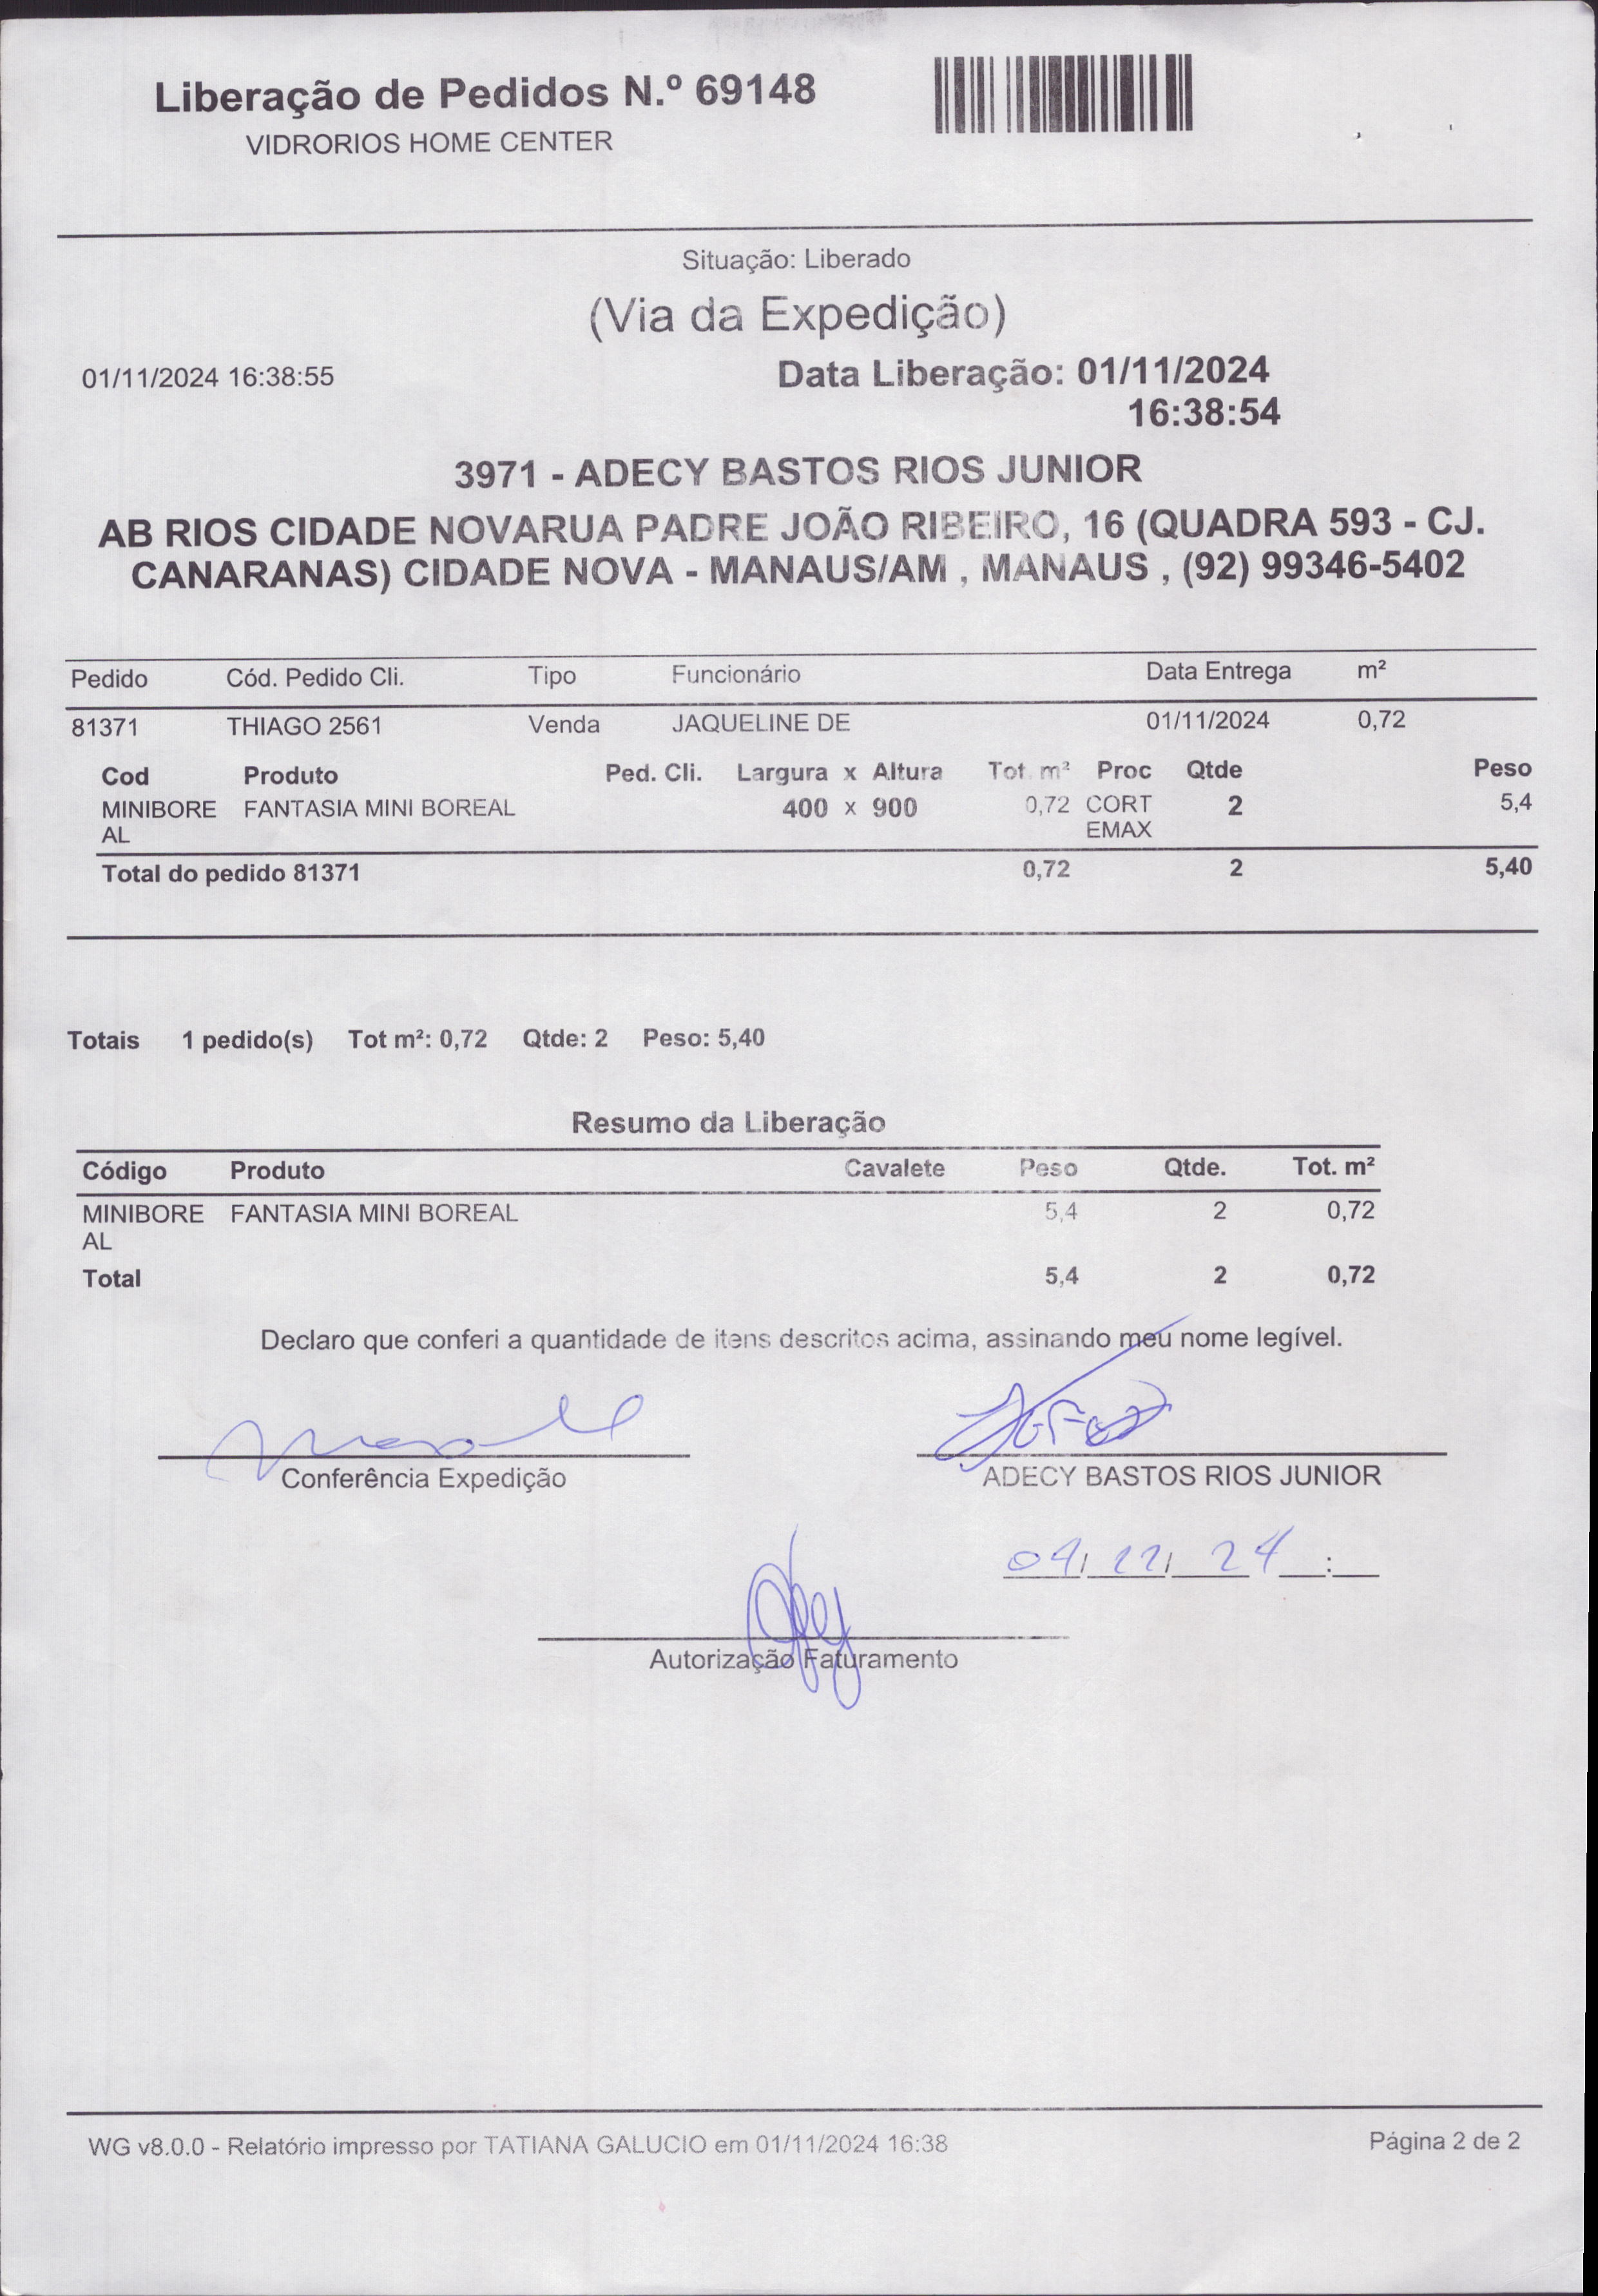 Liberação de Pedidos N.º 69148
VIDRORIOS HOME CENTER
Situação: Liberado
(Via da Expedição)
01/11/2024 16:38:55
Data Liberação: 01/11/2024
16:38:54
3971 - ADECY BASTOS RIOS JUNIOR
AB RIOS CIDADE NOVARUA PADRE JOÃO RIBEIRO, 16 (QUADRA 593 - CJ.
CANARANAS) CIDADE NOVA - MANAUS/AM , MANAUS , (92) 99346-5402
Pedido Cód. Pedido Cli. Tipo Funcionário Data Entrega m²
81371 THIAGO 2561 Venda JAQUELINE DE 01/11/2024 0,72
Cod Produto Ped. Cli. Largura x Altura Tot. m² Proc Qtde Peso
MINIBORE FANTASIA MINI BOREAL 400 x 900 0,72 CORT 2 5,4
AL EMAX
Total do pedido 81371 0,72 2 5,40
Totais 1 pedido(s) Tot m²: 0,72 Qtde: 2 Peso: 5,40
Resumo da Liberação
Código Produto Cavalete Peso Qtde. Tot. m²
MINIBORE FANTASIA MINI BOREAL 5,4 2 0,72
AL
Total 5,4 2 0,72
Declaro que conferi a quantidade de itens descritos acima, assinando meu nome legível.
Conferência Expedição
ADECY BASTOS RIOS JUNIOR
Autorização Faturamento
WG v8.0.0 - Relatório impresso por TATIANA GALUCIO em 01/11/2024 16:38
Página 2 de 2